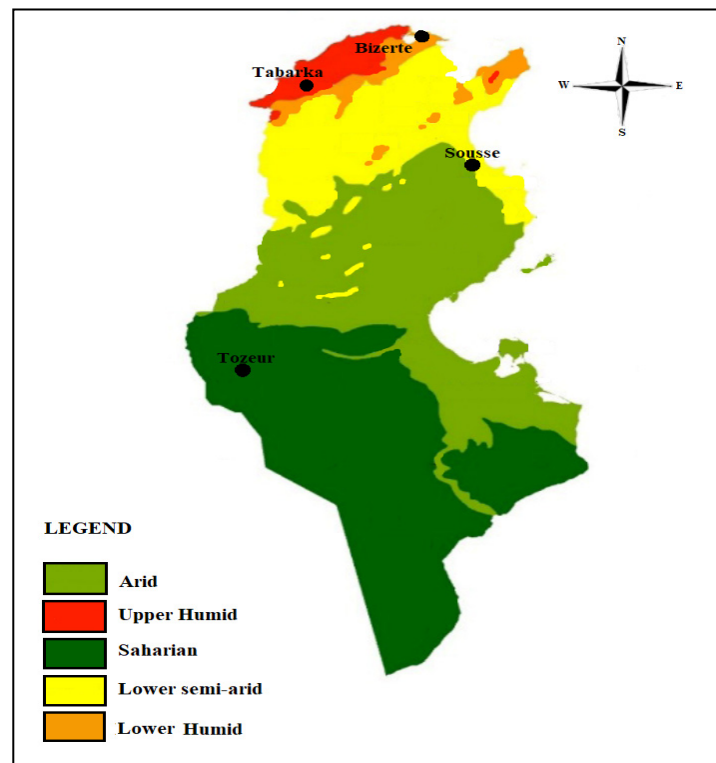 Bizerte
Tabarka
N
W
E
S
Sousse
Tozeur
LEGEND
Arid
Upper Humid
Saharian
Lower semi-arid
Lower Humid